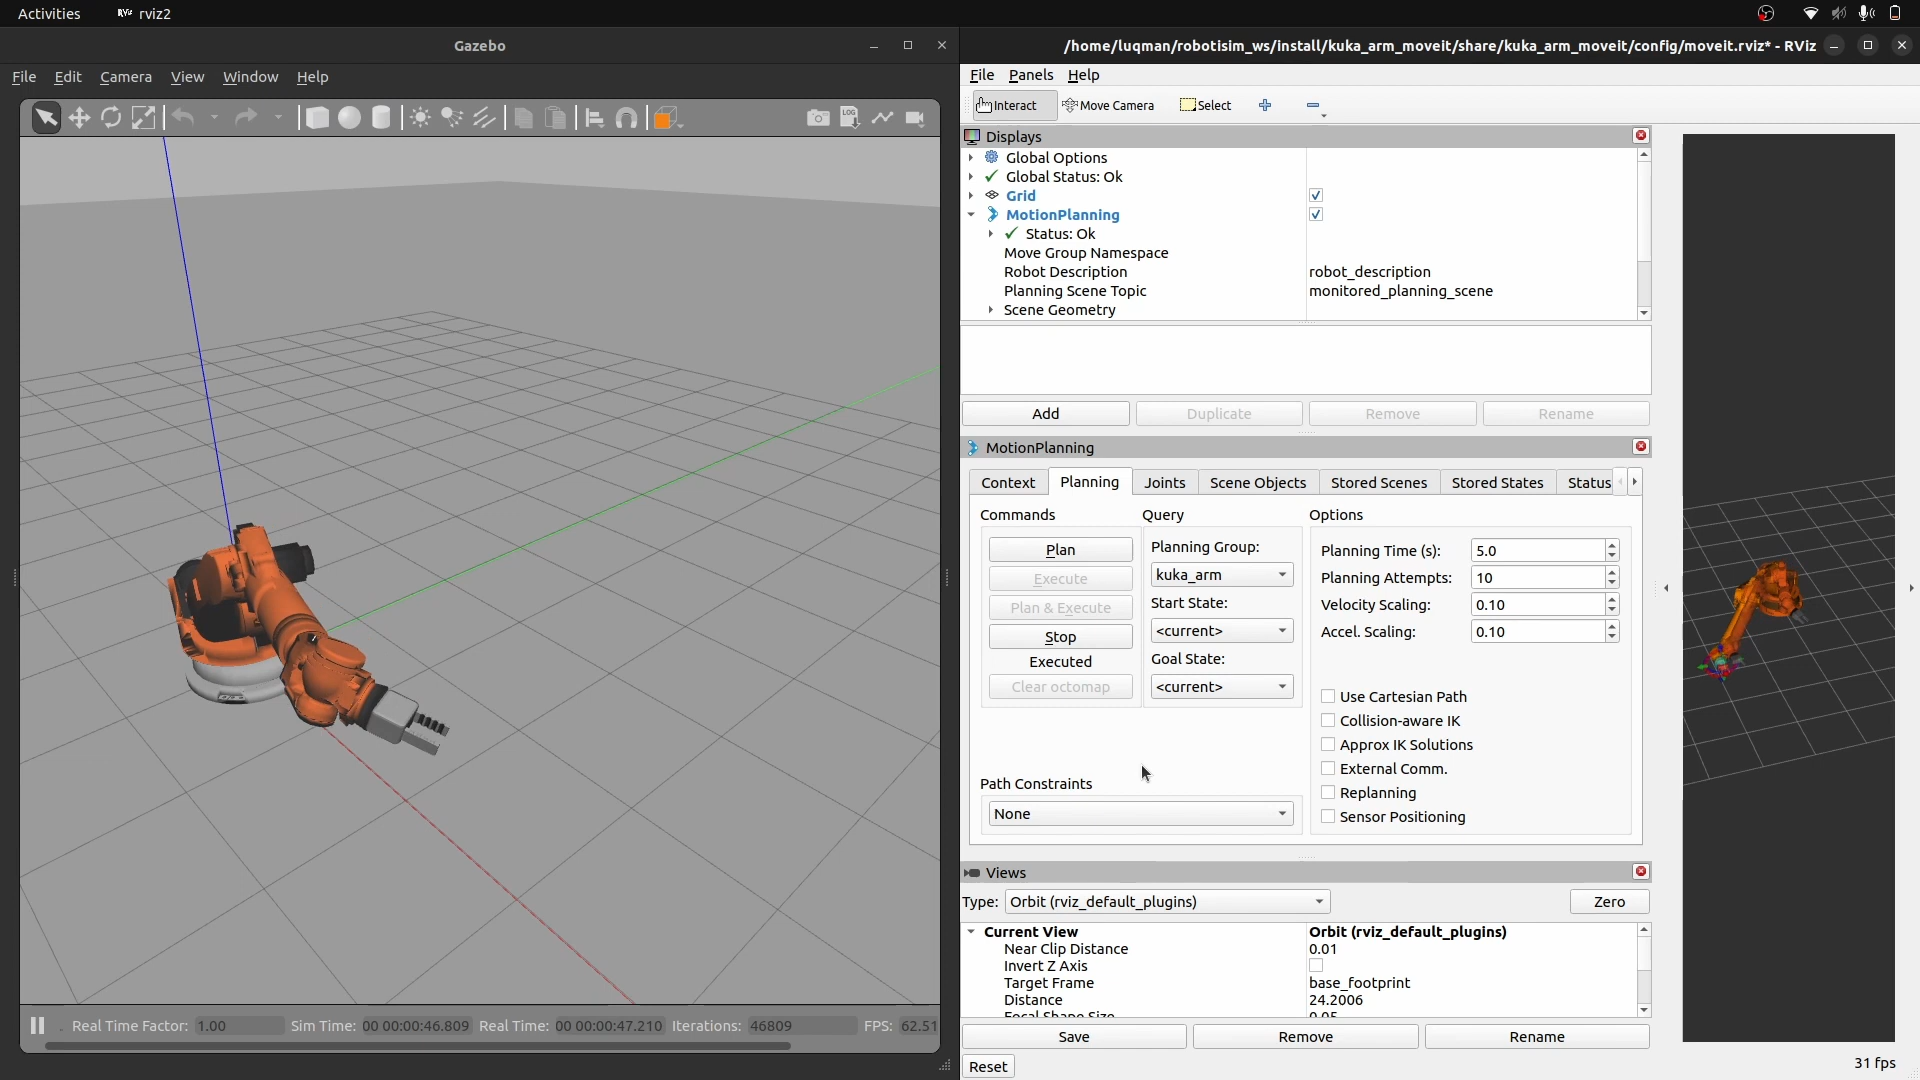 Activities
RViz rviz2
Gazebo
File Edit Camera View Window Help
LOG
Real Time Factor: 1.00 Sim Time: 00 00:00:46.809 Real Time: 00 00:00:47.210 Iterations: 46809 FPS: 62.51
/home/luqman/robotisim_ws/install/kuka_arm_moveit/share/kuka_arm_moveit/config/moveit.rviz* - RViz
File Panels Help
Interact Move Camera Select
Displays
Global Options
Global Status: Ok
Grid
MotionPlanning
Status: Ok
Move Group Namespace
Robot Description robot_description
Planning Scene Topic monitored_planning_scene
Scene Geometry
Add Duplicate Remove Rename
MotionPlanning
Context Planning Joints Scene Objects Stored Scenes Stored States Status
Commands
Plan
Execute
Plan & Execute
Stop
Executed
Clear octomap
Query
Planning Group:
kuka_arm
Start State:
<current>
Goal State:
<current>
Path Constraints
None
Options
Planning Time (s): 5.0
Planning Attempts: 10
Velocity Scaling: 0.10
Accel. Scaling: 0.10
Use Cartesian Path
Collision-aware IK
Approx IK Solutions
External Comm.
Replanning
Sensor Positioning
Views
Type: Orbit (rviz_default_plugins) Zero
Current View Orbit (rviz_default_plugins)
Near Clip Distance 0.01
Invert Z Axis
Target Frame base_footprint
Distance 24.2006
Focal Shape Size 0.05
Save Remove Rename
Reset
31 fps